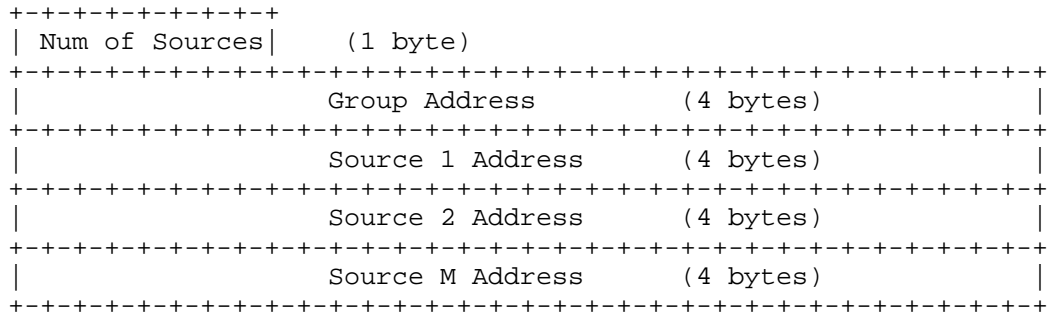 +-+-+-+-+-+-+-+-+
| Num of Sources|    (1 byte)
+-+-+-+-+-+-+-+-+-+-+-+-+-+-+-+-+-+-+-+-+-+-+-+-+-+-+-+-+-+-+-+-+
|                   Group Address         (4 bytes)             |
+-+-+-+-+-+-+-+-+-+-+-+-+-+-+-+-+-+-+-+-+-+-+-+-+-+-+-+-+-+-+-+-+
|                   Source 1 Address      (4 bytes)             |
+-+-+-+-+-+-+-+-+-+-+-+-+-+-+-+-+-+-+-+-+-+-+-+-+-+-+-+-+-+-+-+-+
|                   Source 2 Address      (4 bytes)             |
+-+-+-+-+-+-+-+-+-+-+-+-+-+-+-+-+-+-+-+-+-+-+-+-+-+-+-+-+-+-+-+-+
|                   Source M Address      (4 bytes)             |
+-+-+-+-+-+-+-+-+-+-+-+-+-+-+-+-+-+-+-+-+-+-+-+-+-+-+-+-+-+-+-+-+